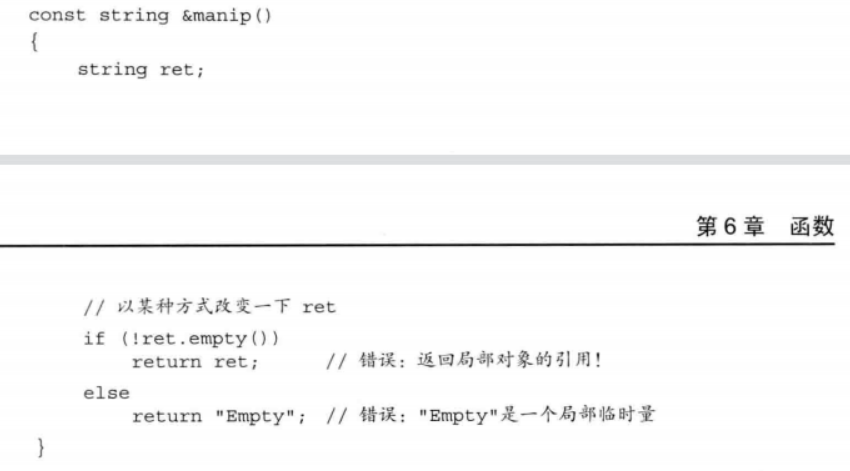 const string &manip()
{
    string ret;
第 6 章 函数
    // 以某种方式改变一下 ret
    if (!ret.empty())
        return ret;       // 错误：返回局部对象的引用！
    else
        return "Empty";  // 错误："Empty"是一个局部临时量
}